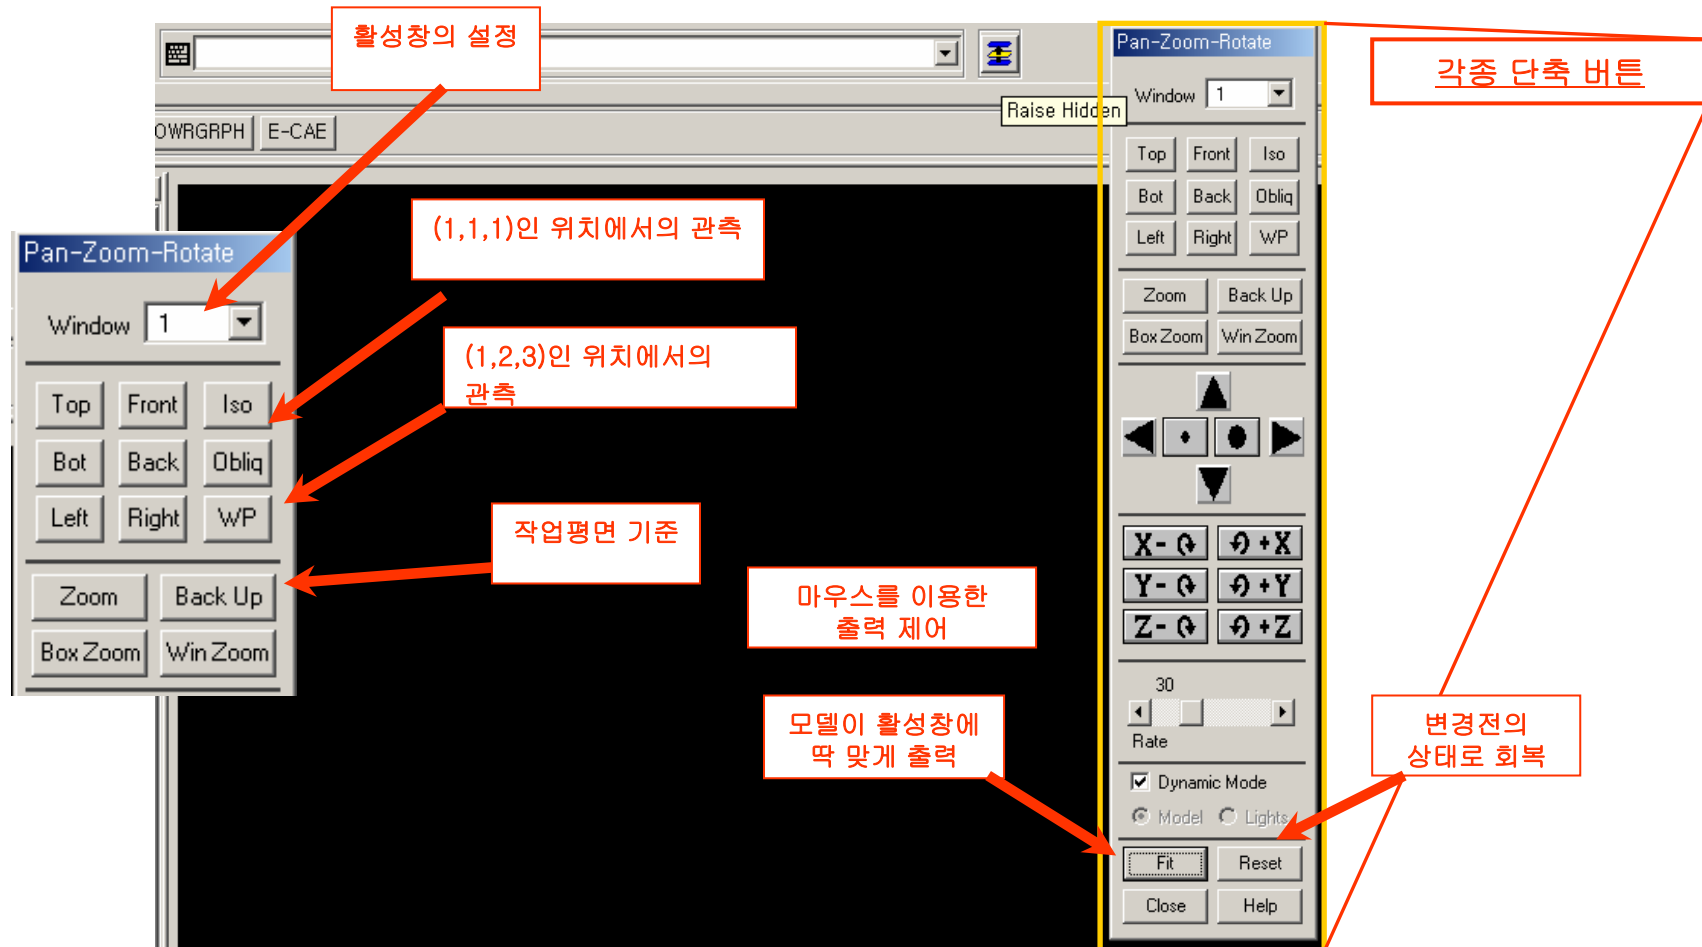 활성창의 설정
각종 단축 버튼
Raise Hidden
OWRGRPH
E-CAE
(1,1,1)인 위치에서의 관측
(1,2,3)인 위치에서의
관측
작업평면 기준
마우스를 이용한
출력 제어
모델이 활성창에
딱 맞게 출력
변경전의
상태로 회복
Pan-Zoom-Rotate
Window 1
Top Front Iso
Bot Back Obliq
Left Right WP
Zoom Back Up
Box Zoom Win Zoom
Pan-Zoom-Rotate
Window 1
Top Front Iso
Bot Back Obliq
Left Right WP
Zoom Back Up
Box Zoom Win Zoom
X- +X
Y- +Y
Z- +Z
30
Rate
Dynamic Mode
Model Lights
Fit Reset
Close Help